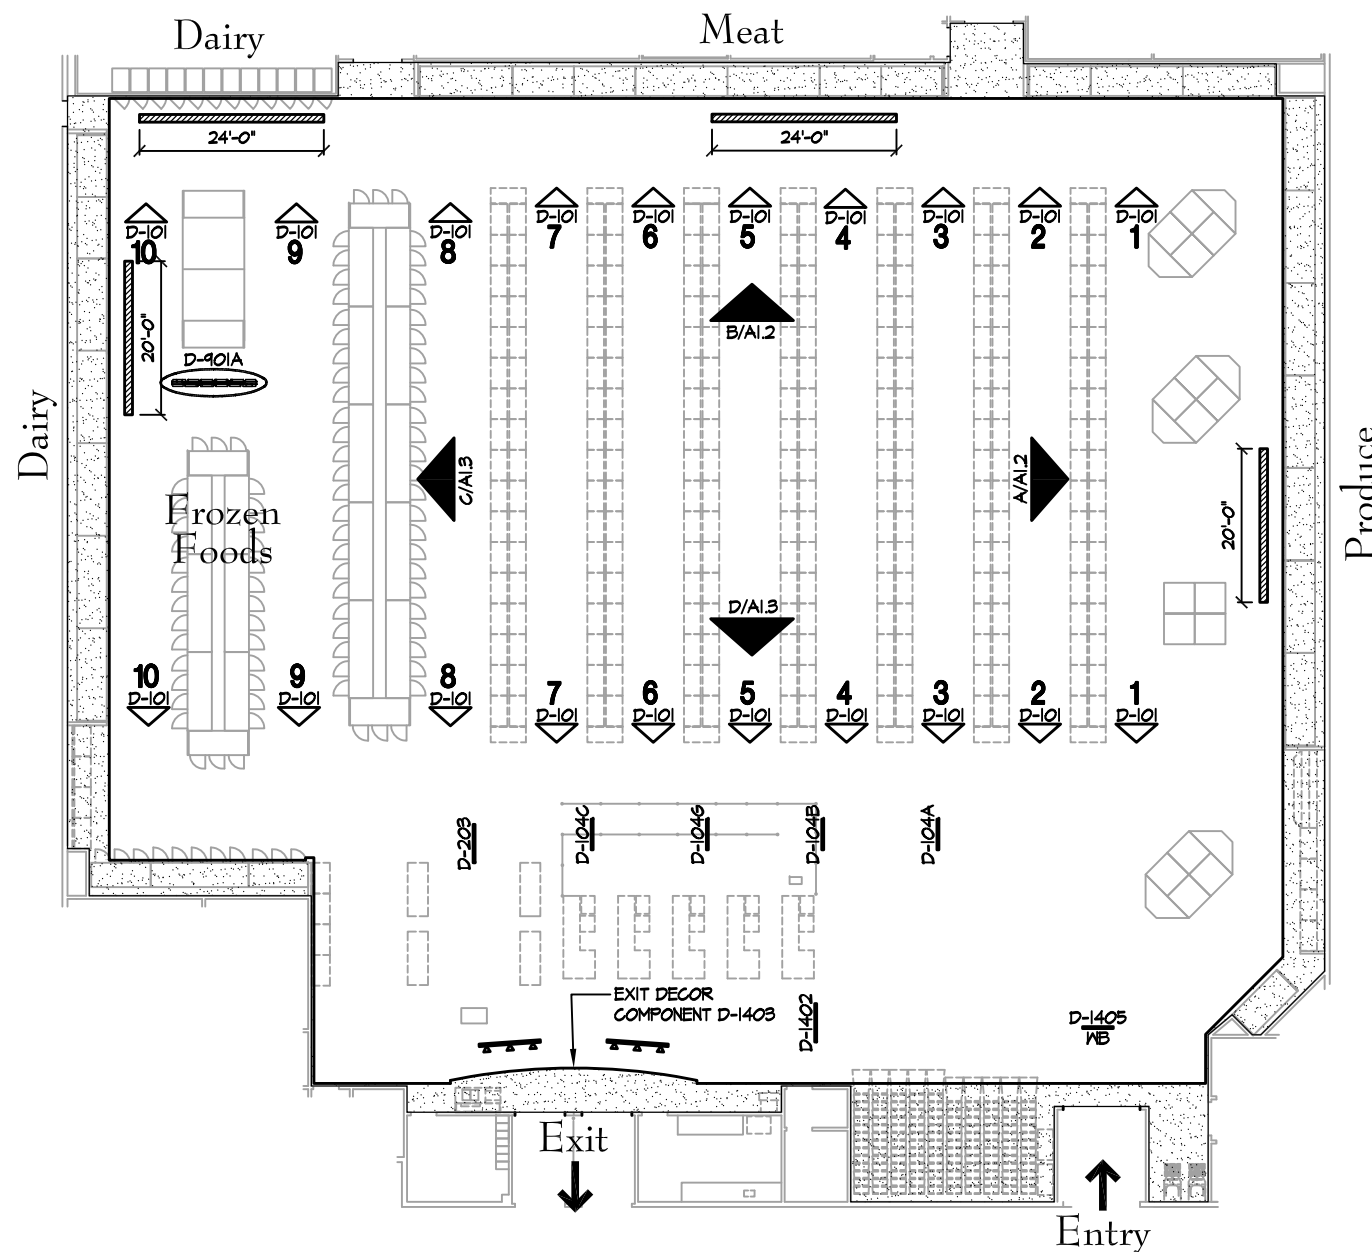 Dairy
Meat
24'-0"
24'-0"
D-101
D-101
D-101
D-101
D-101
D-101
D-101
D-101
D-101
D-101
10
9
8
7
6
5
4
3
2
1
20'-0"
B/A1.2
D-901A
Dairy
C/A1.3
A/A1.2
Produce
20'-0"
Frozen
Foods
D/A1.3
10
9
8
7
6
5
4
3
2
1
D-101
D-101
D-101
D-101
D-101
D-101
D-101
D-101
D-101
D-101
D-203
D-104C
D-104G
D-104B
D-104A
EXIT DECOR
COMPONENT D-1403
D-1402
D-1405
WB
Exit
Entry